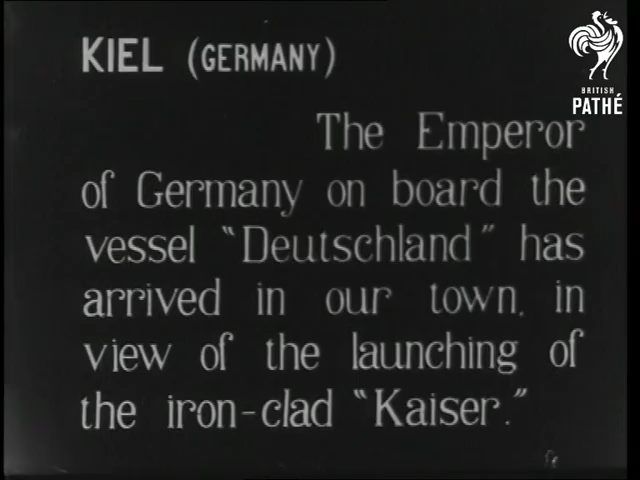 KIEL (GERMANY)
BRITISH
PATHÉ
The Emperor
of Germany on board the
vessel "Deutschland" has
arrived in our town, in
view of the launching of
the iron-clad "Kaiser."